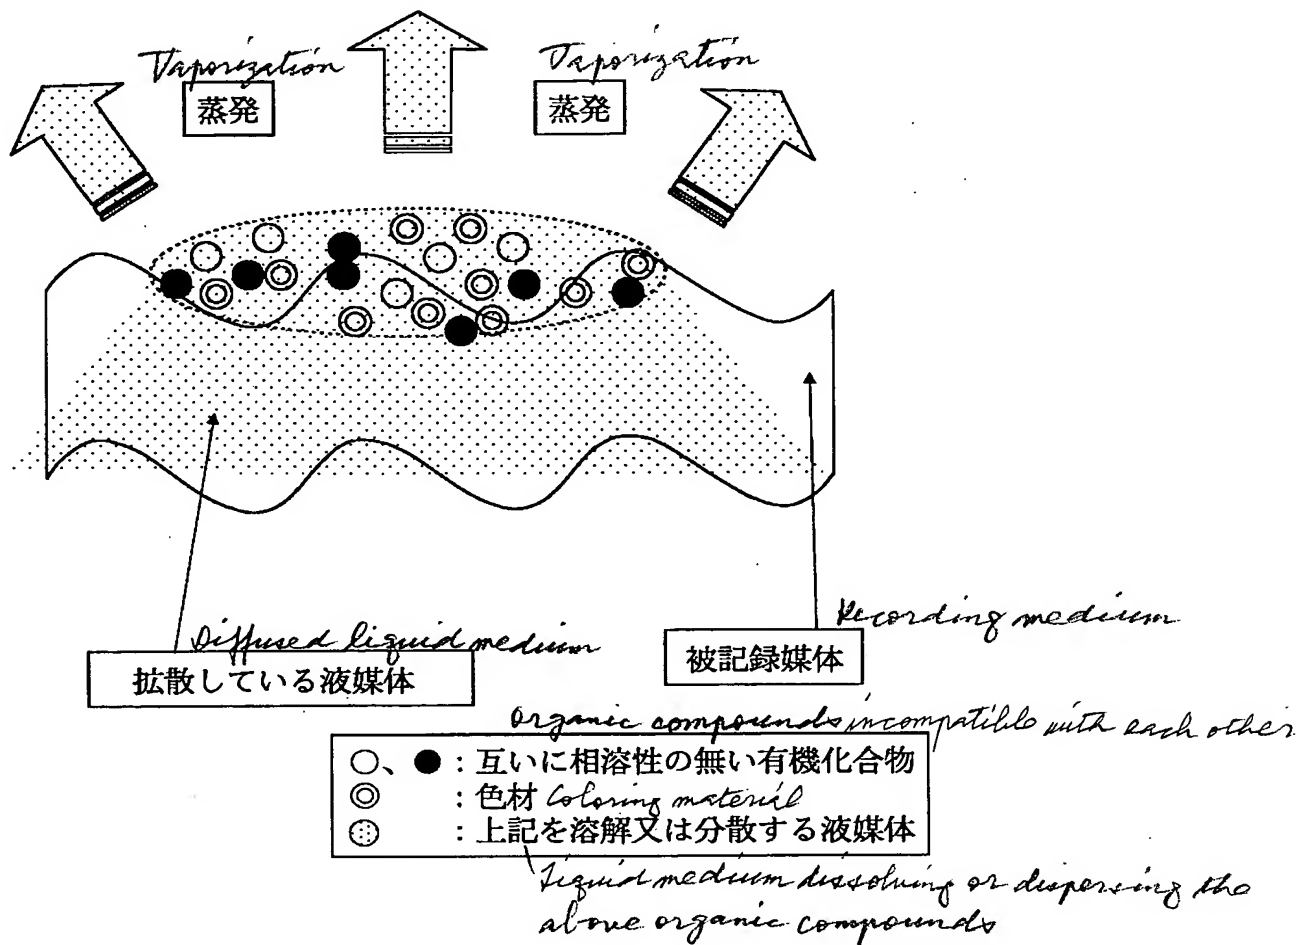 Vaporization
蒸発
Vaporization
蒸発
Diffused liquid medium
拡散している液媒体
Recording medium
被記録媒体
organic compounds incompatible with each other
○、●：互いに相溶性の無い有機化合物
◎：色材 Coloring material
：上記を溶解又は分散する液媒体
Liquid medium dissolving or dispersing the
above organic compounds